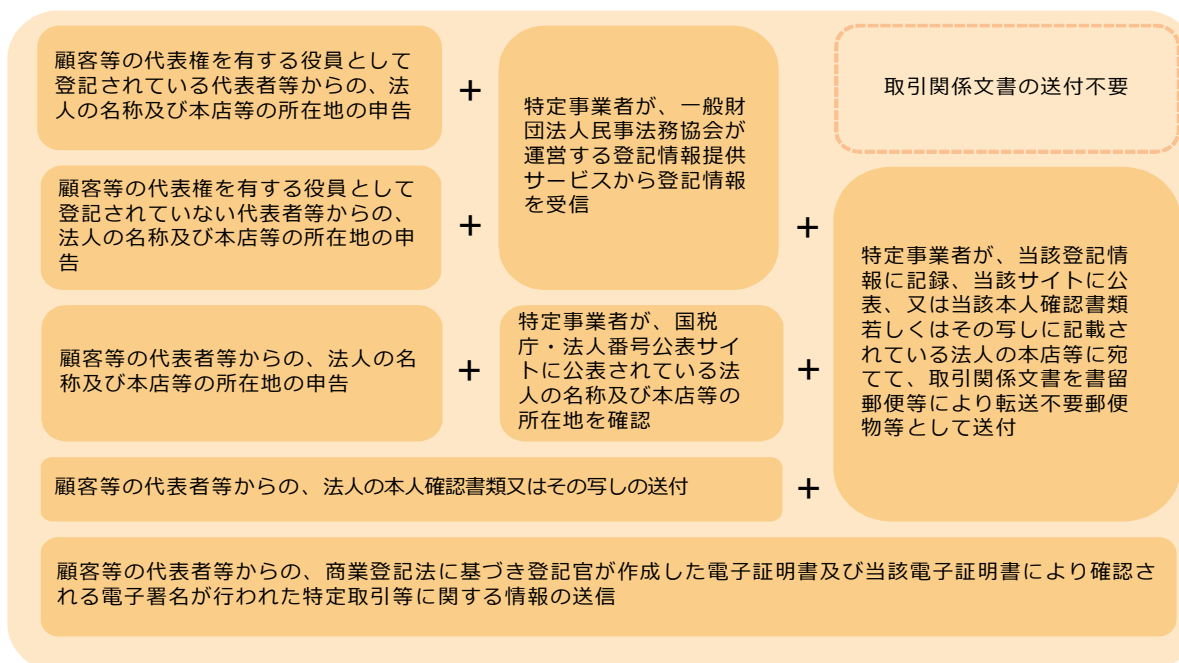 顧客等の代表権を有する役員として
登記されている代表者等からの、法
人の名称及び本店等の所在地の申告
+
特定事業者が、一般財
団法人民事法務協会が
運営する登記情報提供
サービスから登記情報
を受信
取引関係文書の送付不要
顧客等の代表権を有する役員として
登記されていない代表者等からの、
法人の名称及び本店等の所在地の申
告
+
+
特定事業者が、当該登記情
報に記録、当該サイトに公
表、又は当該本人確認書類
若しくはその写しに記載さ
れている法人の本店等に宛
てて、取引関係文書を書留
郵便等により転送不要郵便
物等として送付
顧客等の代表者等からの、法人の名
称及び本店等の所在地の申告
+
特定事業者が、国税
庁・法人番号公表サイ
トに公表されている法
人の名称及び本店等の
所在地を確認
+
顧客等の代表者等からの、法人の本人確認書類又はその写しの送付
+
顧客等の代表者等からの、商業登記法に基づき登記官が作成した電子証明書及び当該電子証明書により確認さ
れる電子署名が行われた特定取引等に関する情報の送信